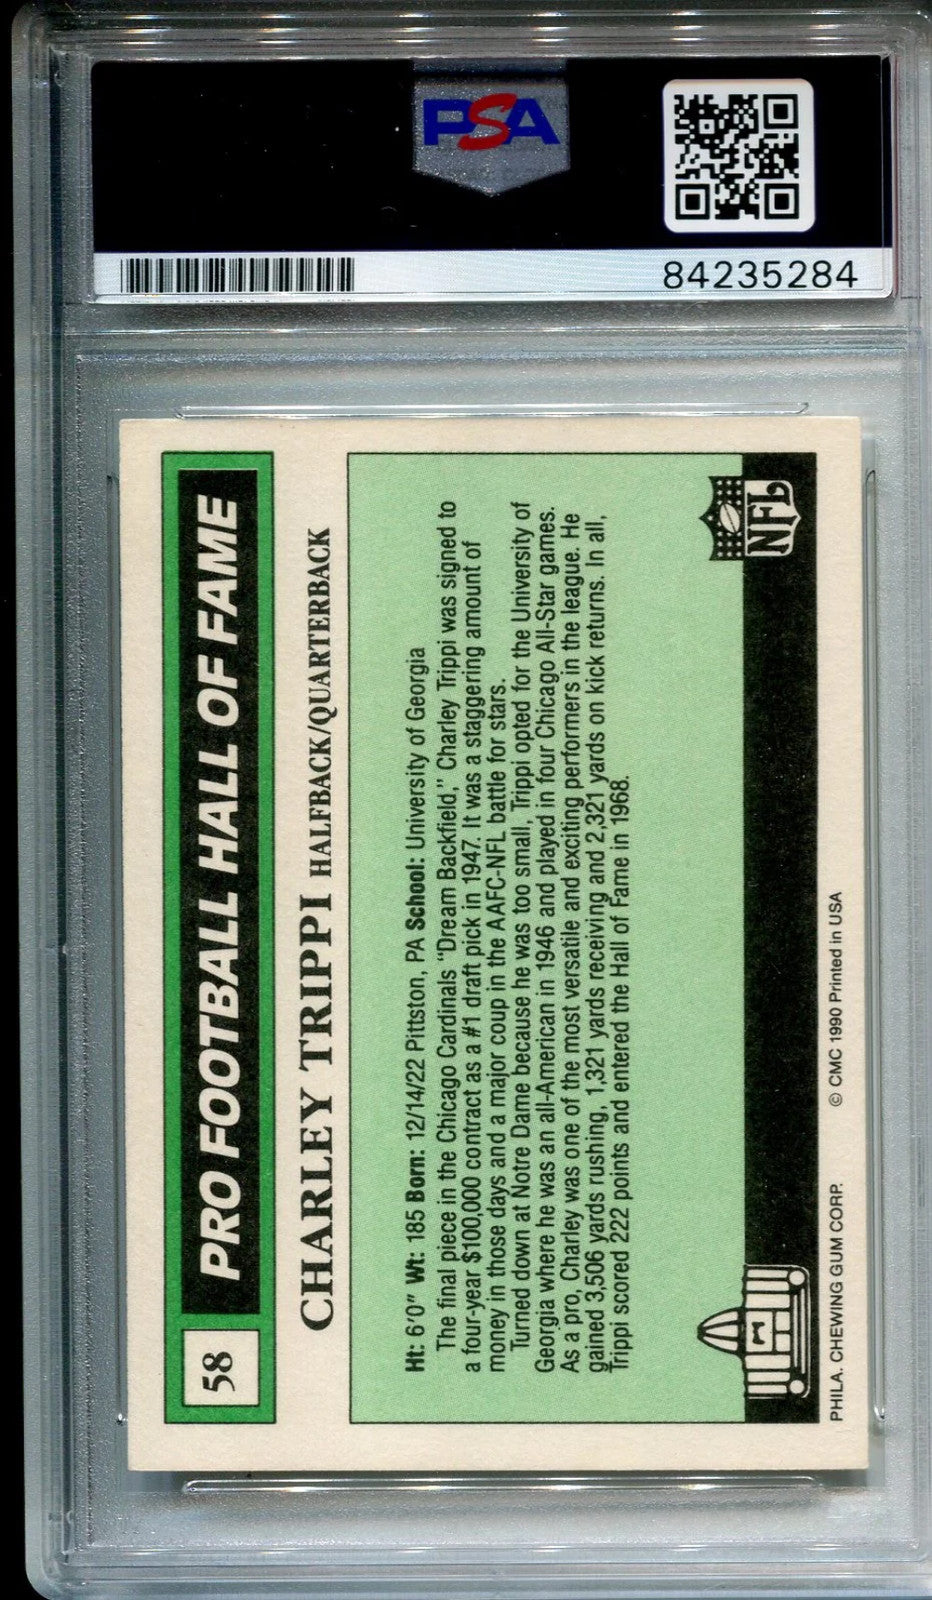 PSA
84235284
58
PRO FOOTBALL HALL OF FAME
CHARLEY TRIPPI HALFBACK/QUARTERBACK
Ht: 6'0" Wt: 185 Born: 12/14/22 Pittston, PA School: University of Georgia
The final piece in the Chicago Cardinals "Dream Backfield," Charley Trippi was signed to
a four-year $100,000 contract as a #1 draft pick in 1947. It was a staggering amount of
money in those days and a major coup in the AAFC-NFL battle for stars.
Turned down at Notre Dame because he was too small, Trippi opted for the University of
Georgia where he was an all-American in 1946 and played in four Chicago All-Star games.
As a pro, Charley was one of the most versatile and exciting performers in the league. He
gained 3,506 yards rushing, 1,321 yards receiving and 2,321 yards on kick returns. In all,
Trippi scored 222 points and entered the Hall of Fame in 1968.
NFL
PHILA. CHEWING GUM CORP. © CMC 1990 Printed in USA